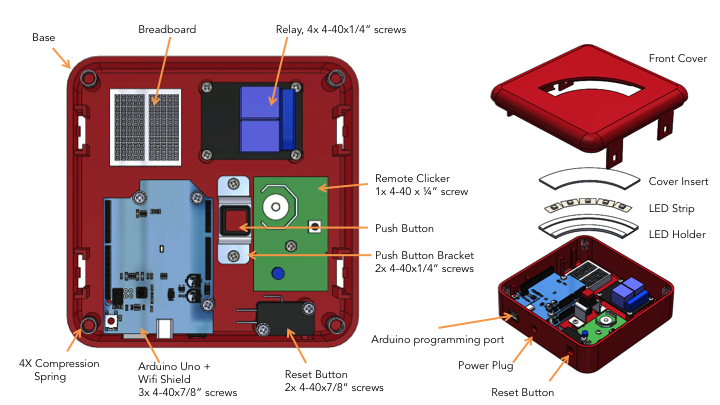 Base
Breadboard
Relay, 4x 4-40x1/4” screws
Remote Clicker
1x 4-40 x ¼” screw
Push Button
Push Button Bracket
2x 4-40x1/4” screws
4X Compression
Spring
Arduino Uno +
Wifi Shield
3x 4-40x7/8” screws
Reset Button
2x 4-40x7/8” screws
Front Cover
Cover Insert
LED Strip
LED Holder
Arduino programming port
Power Plug
Reset Button